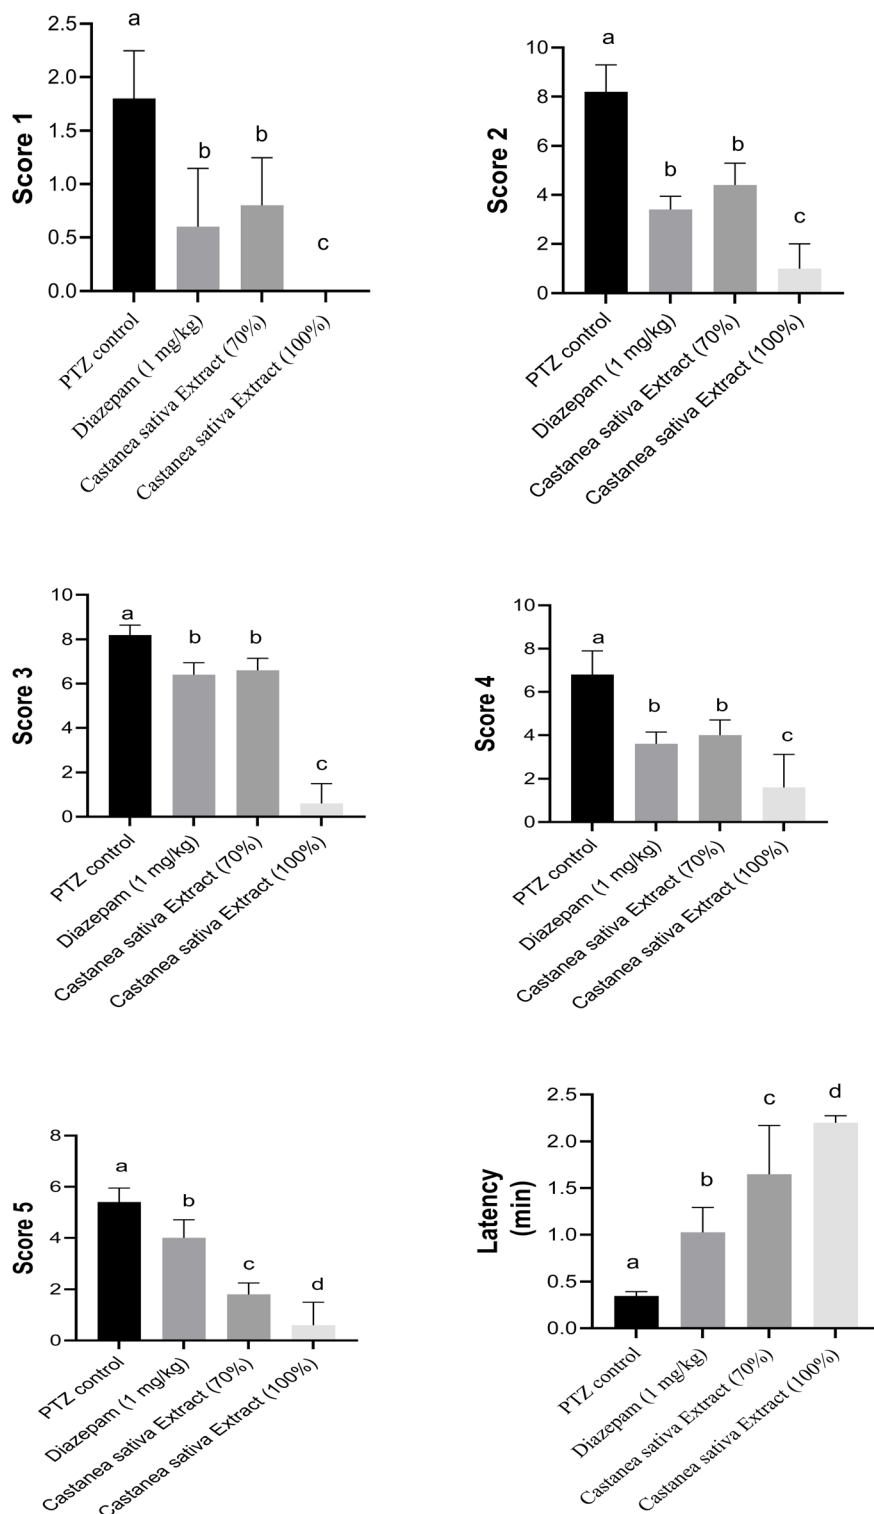 Score 1
2.5
2.0
1.5
1.0
0.5
0.0
a
b
b
c
PTZ control
Diazepam (1 mg/kg)
Castanea sativa Extract (70%)
Castanea sativa Extract (100%)
Score 2
10
8
6
4
2
0
a
b
b
c
PTZ control
Diazepam (1 mg/kg)
Castanea sativa Extract (70%)
Castanea sativa Extract (100%)
Score 3
10
8
6
4
2
0
a
b
b
c
PTZ control
Diazepam (1 mg/kg)
Castanea sativa Extract (70%)
Castanea sativa Extract (100%)
Score 4
10
8
6
4
2
0
a
b
b
c
PTZ control
Diazepam (1 mg/kg)
Castanea sativa Extract (70%)
Castanea sativa Extract (100%)
Score 5
8
6
4
2
0
a
b
c
d
PTZ control
Diazepam (1 mg/kg)
Castanea sativa Extract (70%)
Castanea sativa Extract (100%)
Latency
(min)
2.5
2.0
1.5
1.0
0.5
0.0
a
b
c
d
PTZ control
Diazepam (1 mg/kg)
Castanea sativa Extract (70%)
Castanea sativa Extract (100%)